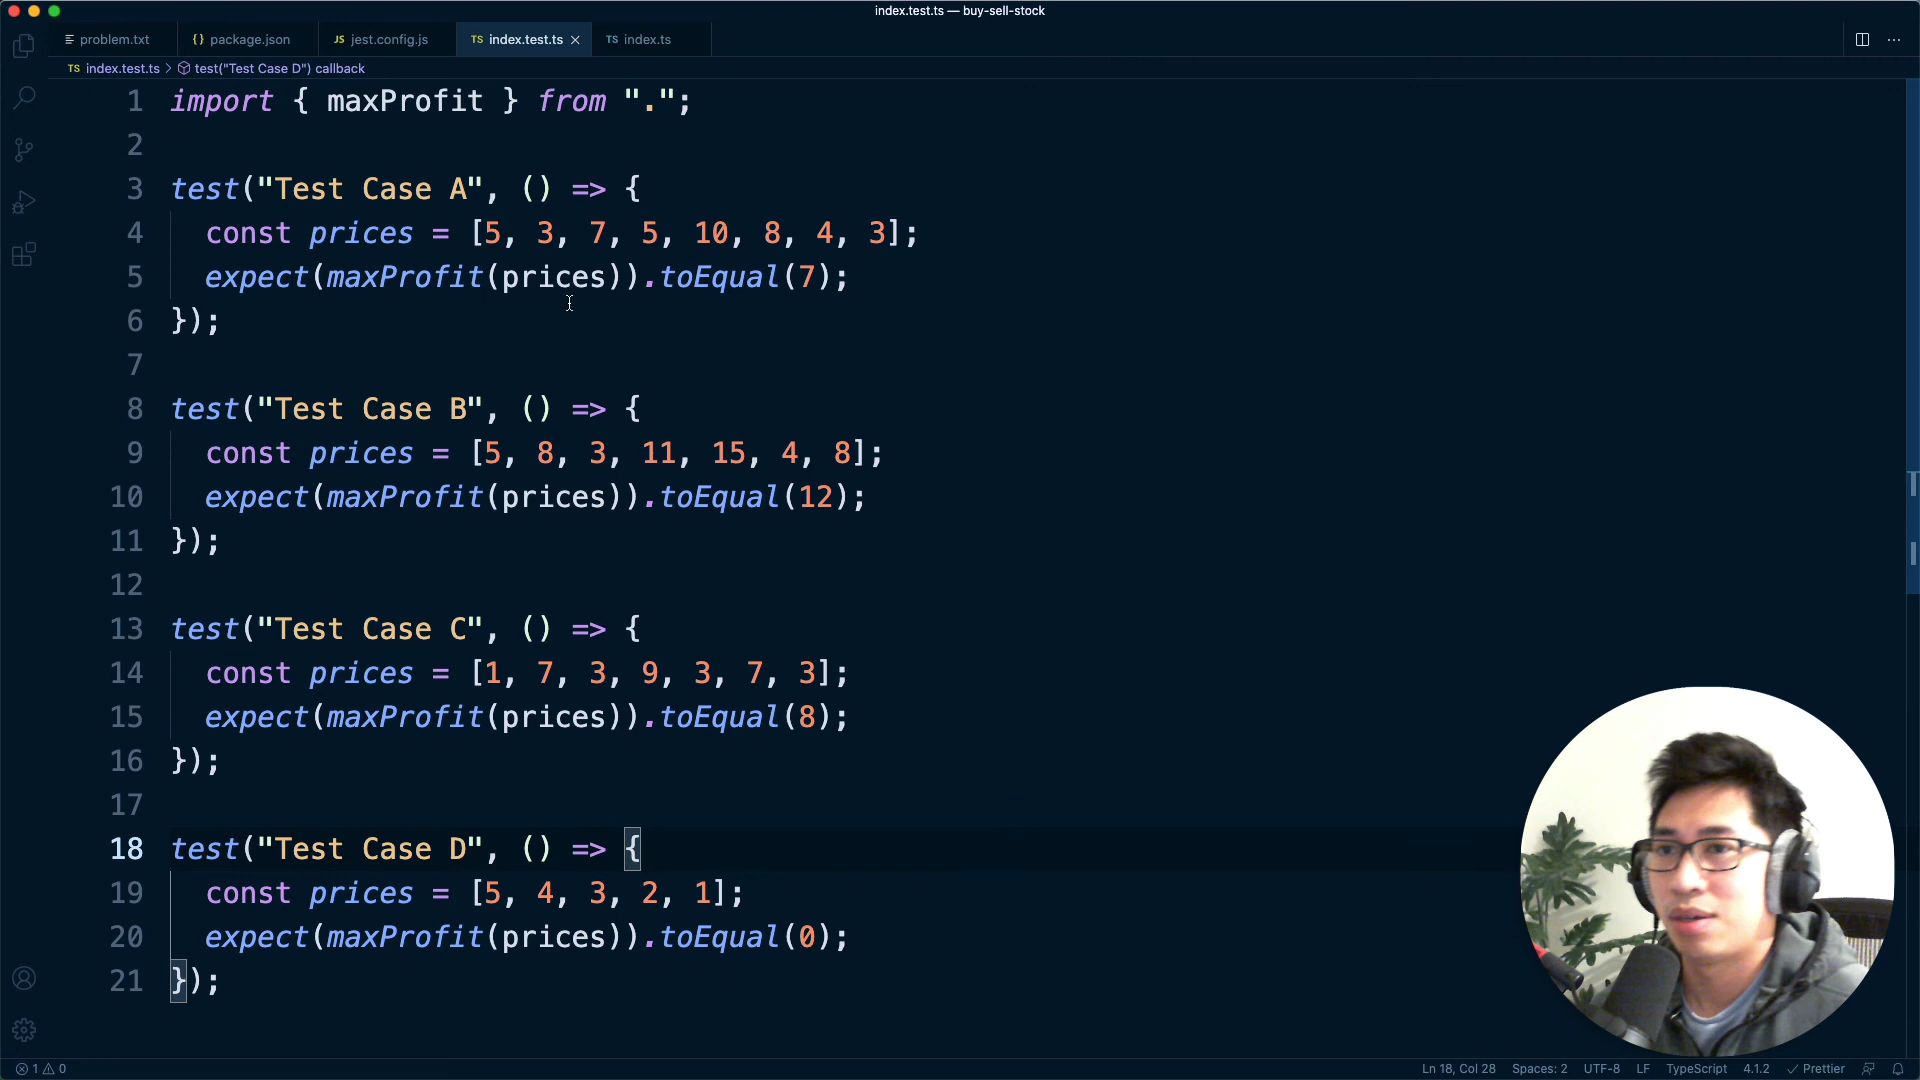 index.test.ts — buy-sell-stock
problem.txt
{} package.json
JS jest.config.js
TS index.test.ts ×
TS index.ts
TS index.test.ts > test("Test Case D") callback
1 import { maxProfit } from ".";
2
3 test("Test Case A", () => {
4   const prices = [5, 3, 7, 5, 10, 8, 4, 3];
5   expect(maxProfit(prices)).toEqual(7);
6 });
7
8 test("Test Case B", () => {
9   const prices = [5, 8, 3, 11, 15, 4, 8];
10   expect(maxProfit(prices)).toEqual(12);
11 });
12
13 test("Test Case C", () => {
14   const prices = [1, 7, 3, 9, 3, 7, 3];
15   expect(maxProfit(prices)).toEqual(8);
16 });
17
18 test("Test Case D", () => {
19   const prices = [5, 4, 3, 2, 1];
20   expect(maxProfit(prices)).toEqual(0);
21 });
1 0 Ln 18, Col 28 Spaces: 2 UTF-8 LF TypeScript 4.1.2 ✓ Prettier